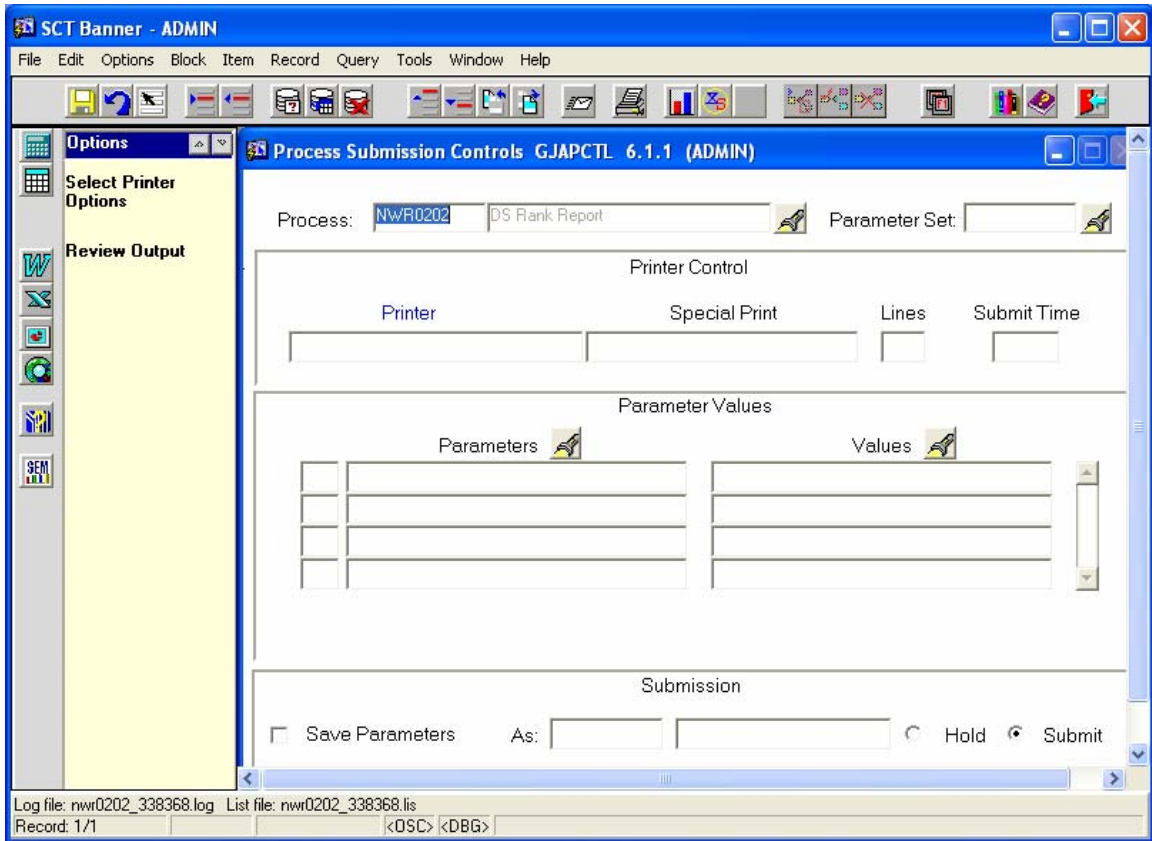 SCT Banner - ADMIN
File Edit Options Block Item Record Query Tools Window Help
Options
Select Printer
Options
Review Output
Process Submission Controls GJAPCTL 6.1.1 (ADMIN)
Process: NWR0202 DS Rank Report Parameter Set:
Printer Control
Printer Special Print Lines Submit Time
Parameter Values
Parameters Values
Submission
Save Parameters As: Hold Submit
Log file: nwr0202_338368.log List file: nwr0202_338368.lis
Record: 1/1 <OSC> <DBG>